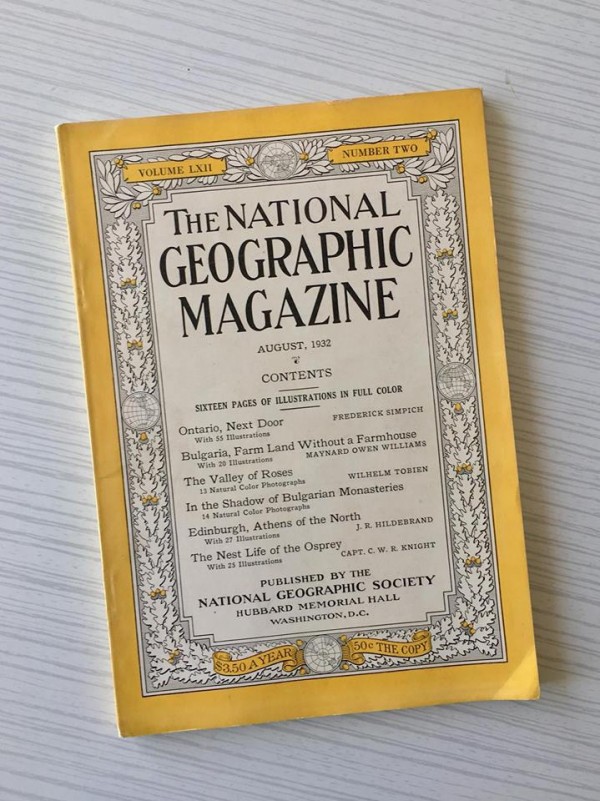 VOLUME LXII
NUMBER TWO
THE NATIONAL
GEOGRAPHIC
MAGAZINE
AUGUST, 1932
CONTENTS
SIXTEEN PAGES OF ILLUSTRATIONS IN FULL COLOR
Ontario, Next Door
With 55 Illustrations
FREDERICK SIMPICH
Bulgaria, Farm Land Without a Farmhouse
With 20 Illustrations
MAYNARD OWEN WILLIAMS
The Valley of Roses
13 Natural Color Photographs
WILHELM TOBIEN
In the Shadow of Bulgarian Monasteries
14 Natural Color Photographs
Edinburgh, Athens of the North
With 27 Illustrations
J. R. HILDEBRAND
The Nest Life of the Osprey
With 25 Illustrations
CAPT. C. W. R. KNIGHT
PUBLISHED BY THE
NATIONAL GEOGRAPHIC SOCIETY
HUBBARD MEMORIAL HALL
WASHINGTON, D.C.
$3.50 A YEAR
50c THE COPY